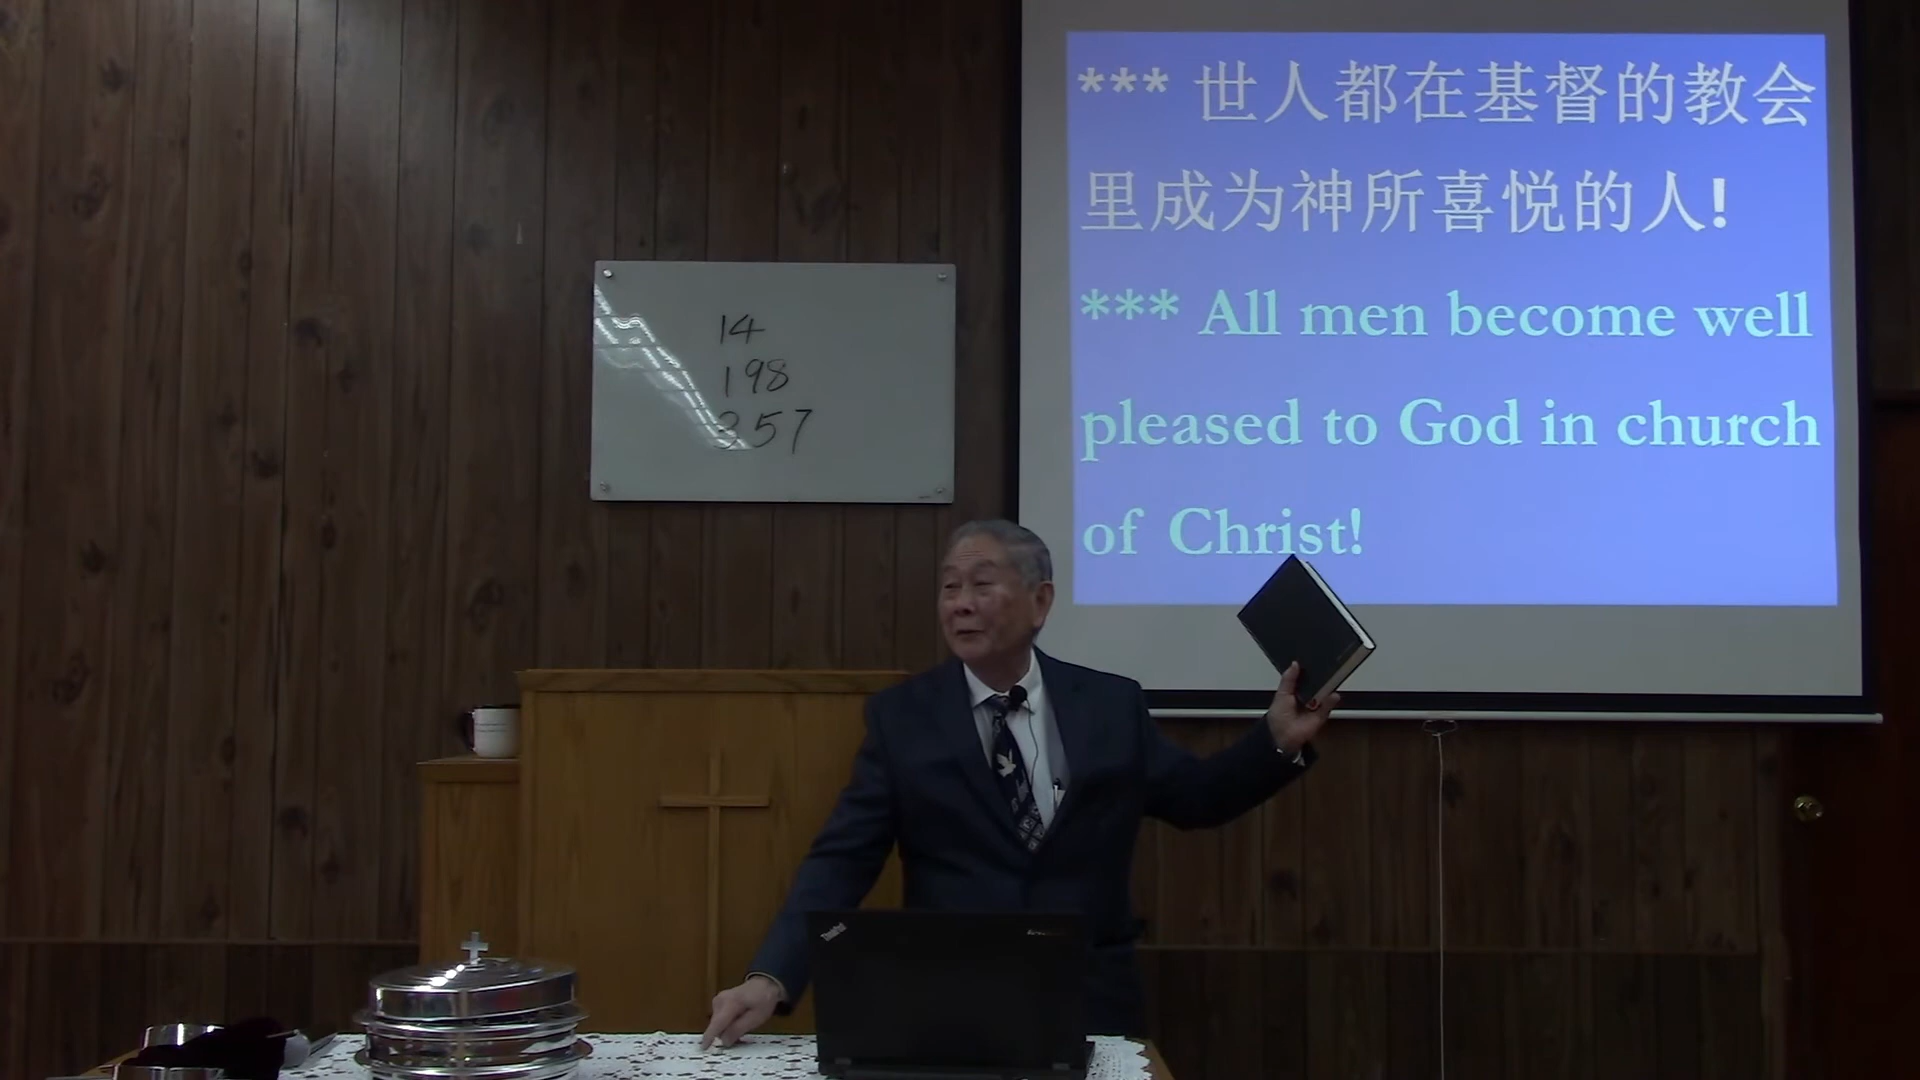 *** 世人都在基督的教会
里成为神所喜悦的人!
*** All men become well
pleased to God in church
of Christ!
14
198
357
ThinkPad